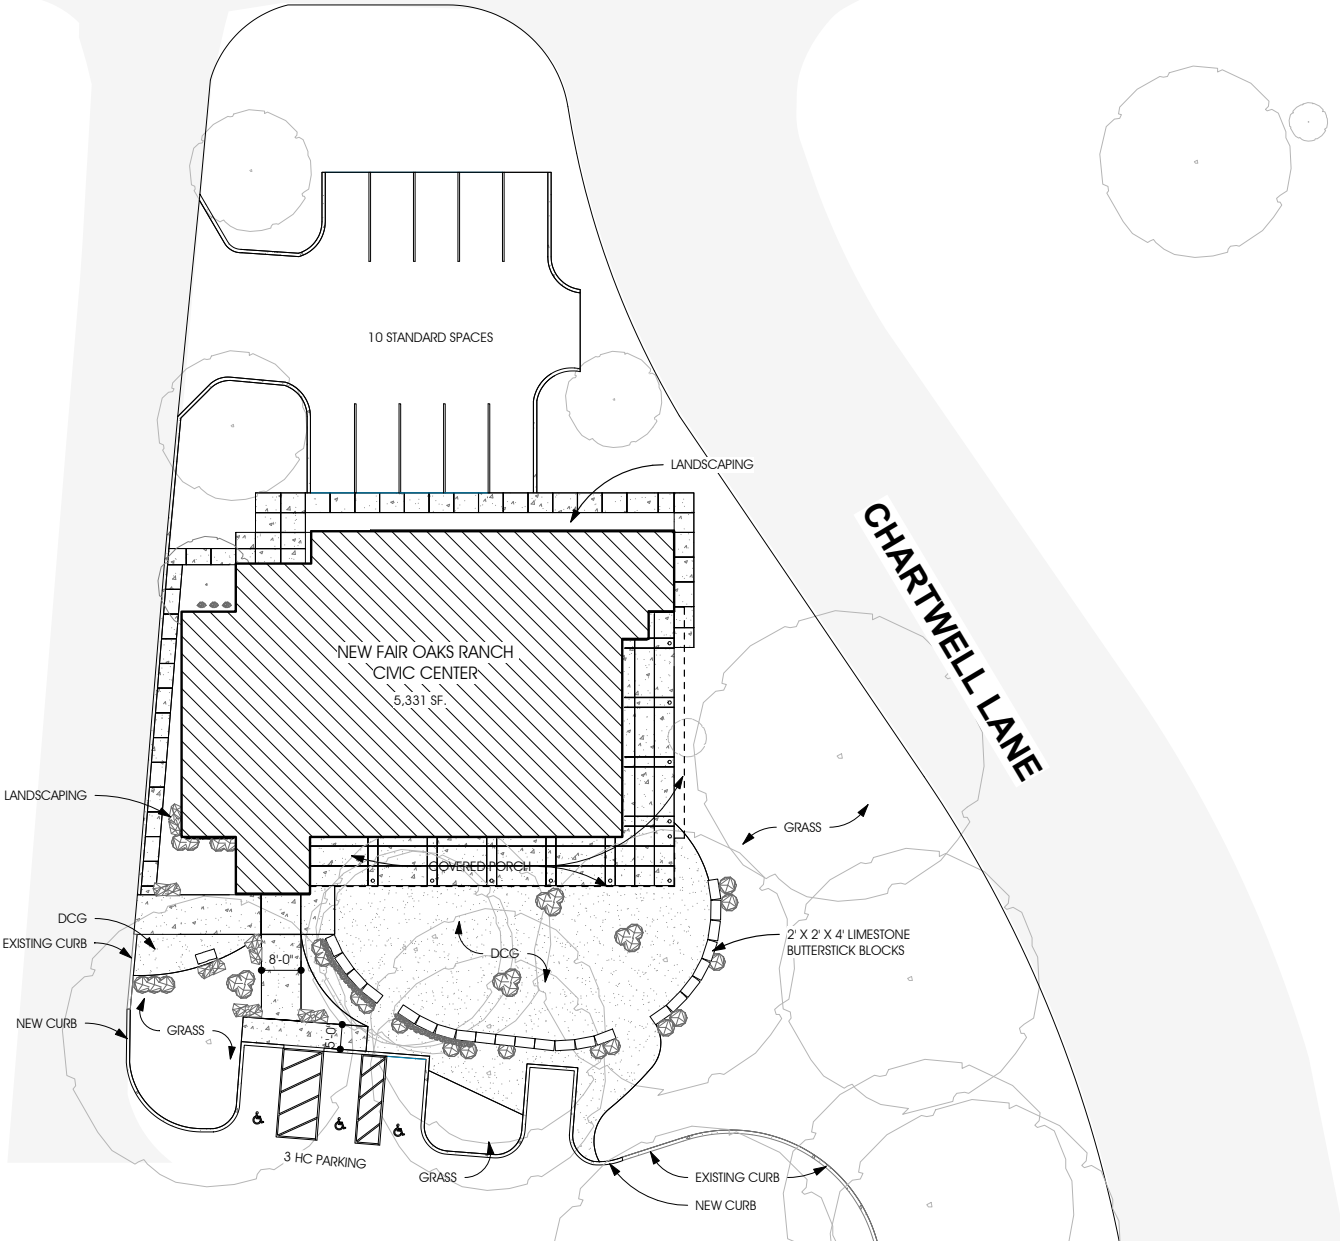 10 STANDARD SPACES
LANDSCAPING
CHARTWELL LANE
NEW FAIR OAKS RANCH
CIVIC CENTER
5,331 SF.
LANDSCAPING
GRASS
COVERED PORCH
DCG
EXISTING CURB
2' X 2' X 4' LIMESTONE
BUTTERSTICK BLOCKS
DCG
8'-0"
NEW CURB
GRASS
5'-0"
3 HC PARKING
GRASS
EXISTING CURB
NEW CURB